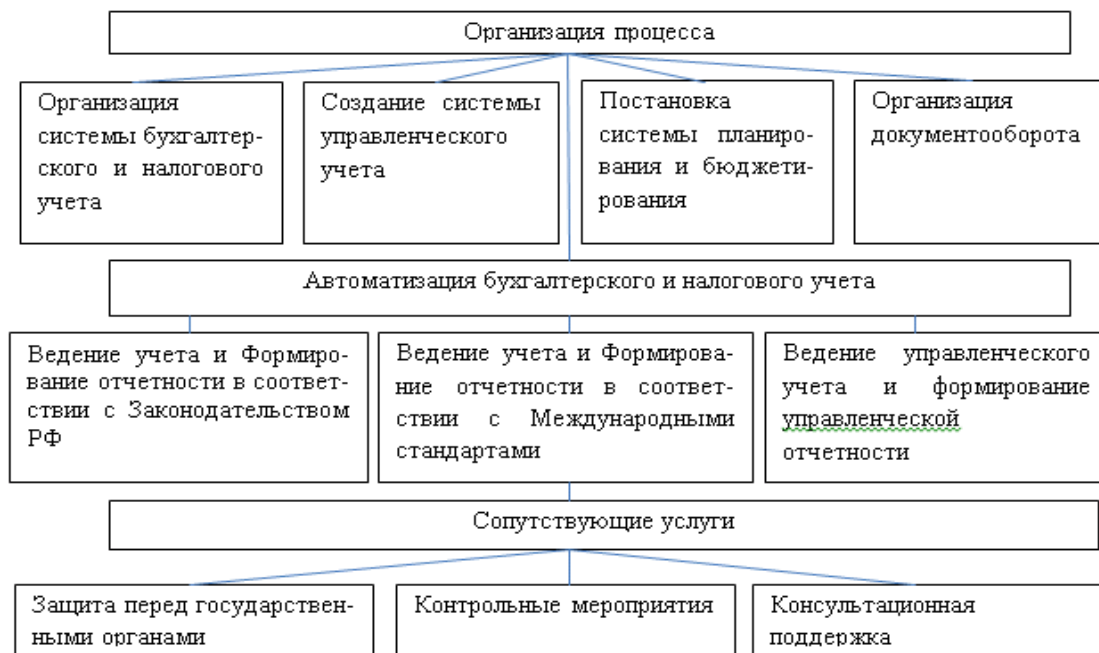 Организация процесса
Организация
системы бухгалтер-
ского и налогового
учета
Создание системы
управленческого
учета
Постановка
системы планиро-
вания и бюджети-
рования
Организация
документооборота
Автоматизация бухгалтерского и налогового учета
Ведение учета и Формиро-
вание отчетности в соответ-
ствии с Законодательством
РФ
Ведение учета и Формирова-
ние отчетности в соответ-
ствии с Международными
стандартами
Ведение управленческого
учета и формирование
управленческой
отчетности
Сопутствующие услуги
Защита перед государствен-
ными органами
Контрольные мероприятия
Консультационная
поддержка